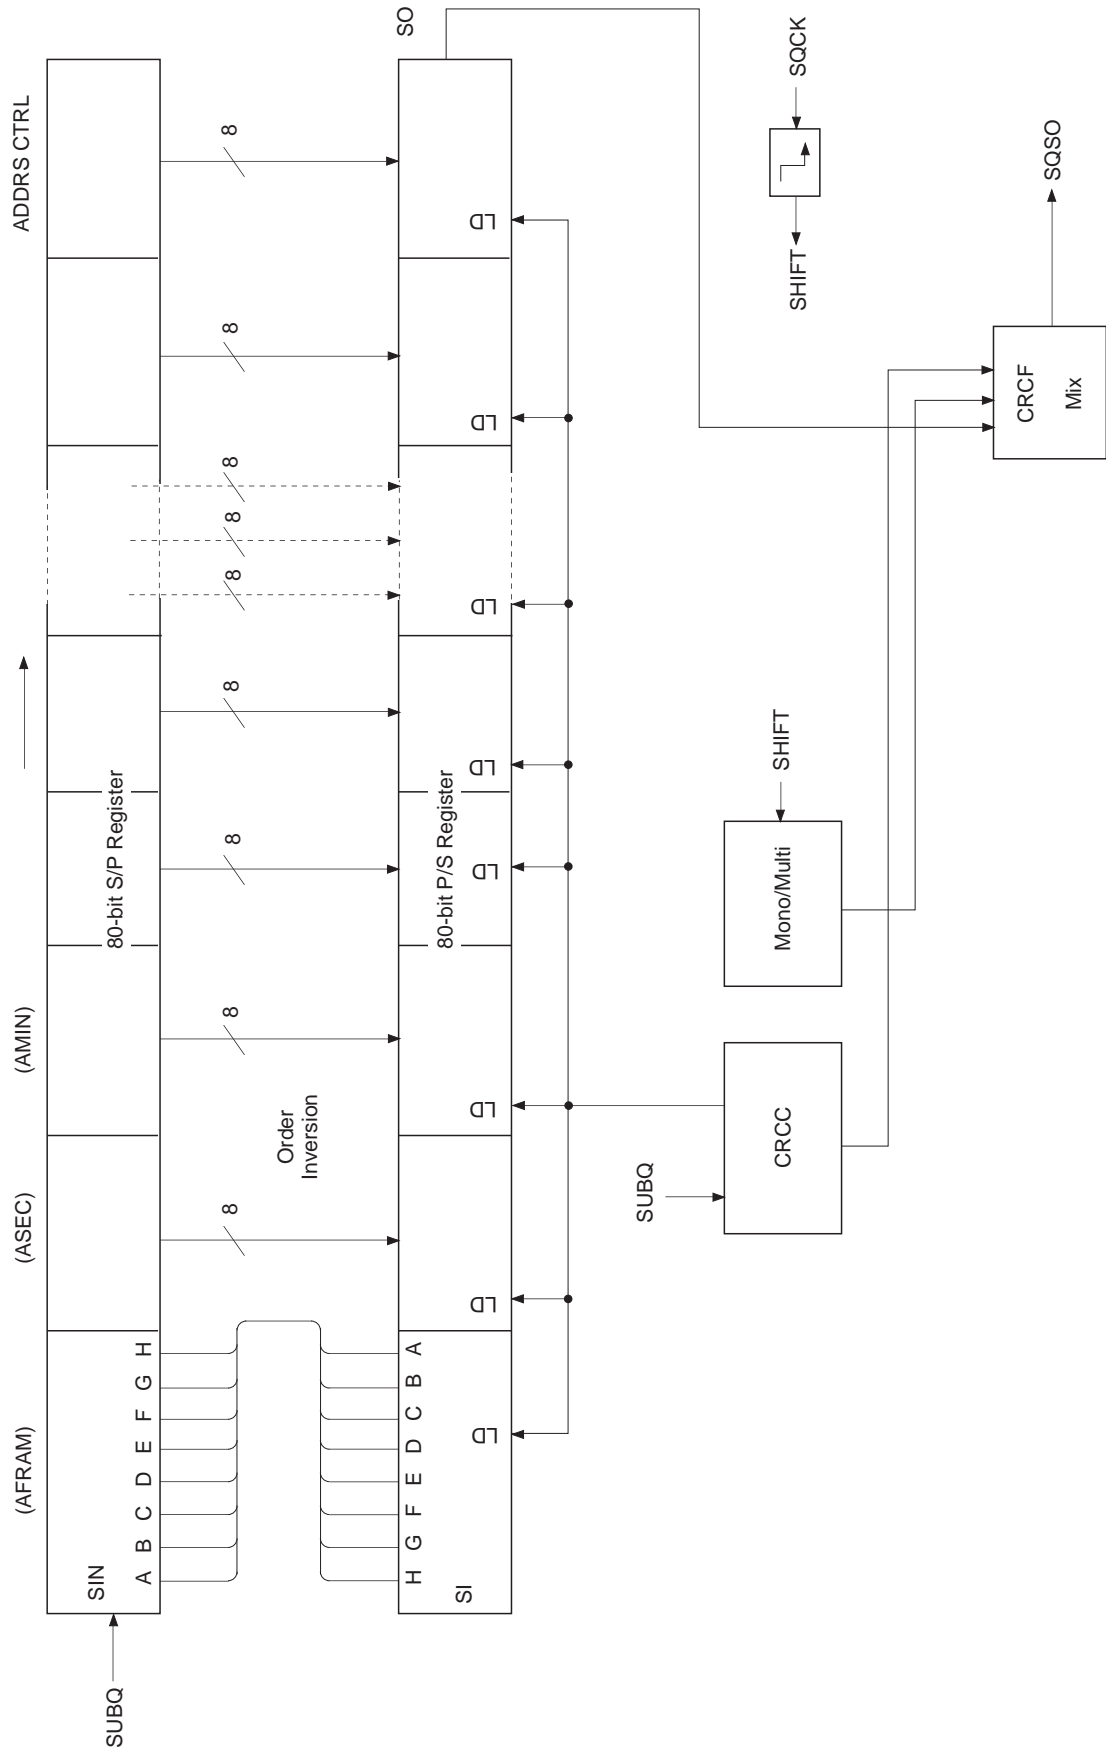 (AFRAM)
(ASEC)
(AMIN)
ADDRS CTRL
SUBQ
SIN
A B C D E F G H
80-bit S/P Register
8
8
8
8
8
8
8
8
8
Order
Inversion
H G F E D C B A
SI
80-bit P/S Register
SO
LD
LD
LD
LD
LD
LD
LD
LD
SUBQ
CRCC
Mono/Multi
SHIFT
SHIFT
SQCK
CRCF
Mix
SQSO